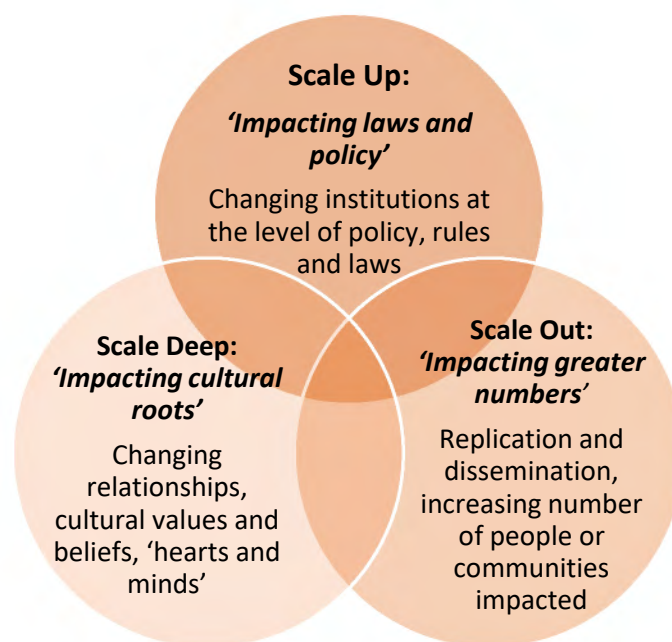 Scale Up:
‘Impacting laws and
policy’
Changing institutions at
the level of policy, rules
and laws
Scale Deep:
‘Impacting cultural
roots’
Changing
relationships,
cultural values and
beliefs, ‘hearts and
minds’
Scale Out:
‘Impacting greater
numbers’
Replication and
dissemination,
increasing number
of people or
communities
impacted